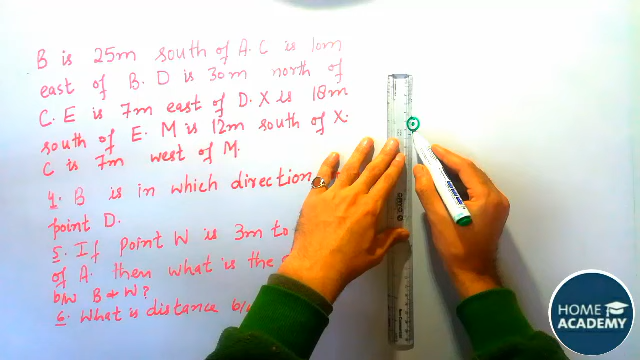 B is 25m south of A. C is 10m
east of B. D is 30m north of
C. E is 7m east of D. X is 18m
south of E. M is 12m south of X.
C is 7m west of M.
4. B is in which direction
point D.
5. If point W is 3m to
of A. then what is the
b/w B & W?
6. What is distance b/w
HOME
ACADEMY